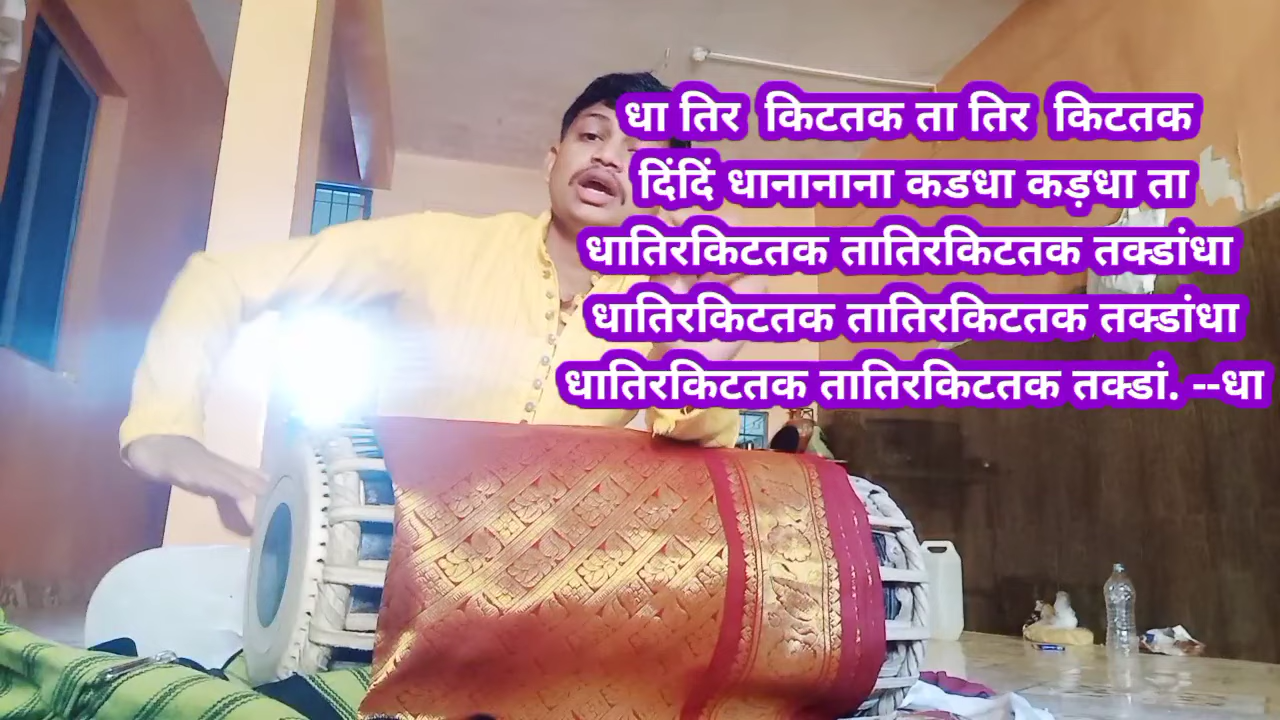 धा तिर  किटतक ता तिर  किटतक
दिंदिं धानानाना कडधा कड़धा ता
धातिरकिटतक तातिरकिटतक तक्डांधा
धातिरकिटतक तातिरकिटतक तक्डांधा
धातिरकिटतक तातिरकिटतक तक्डां. --धा